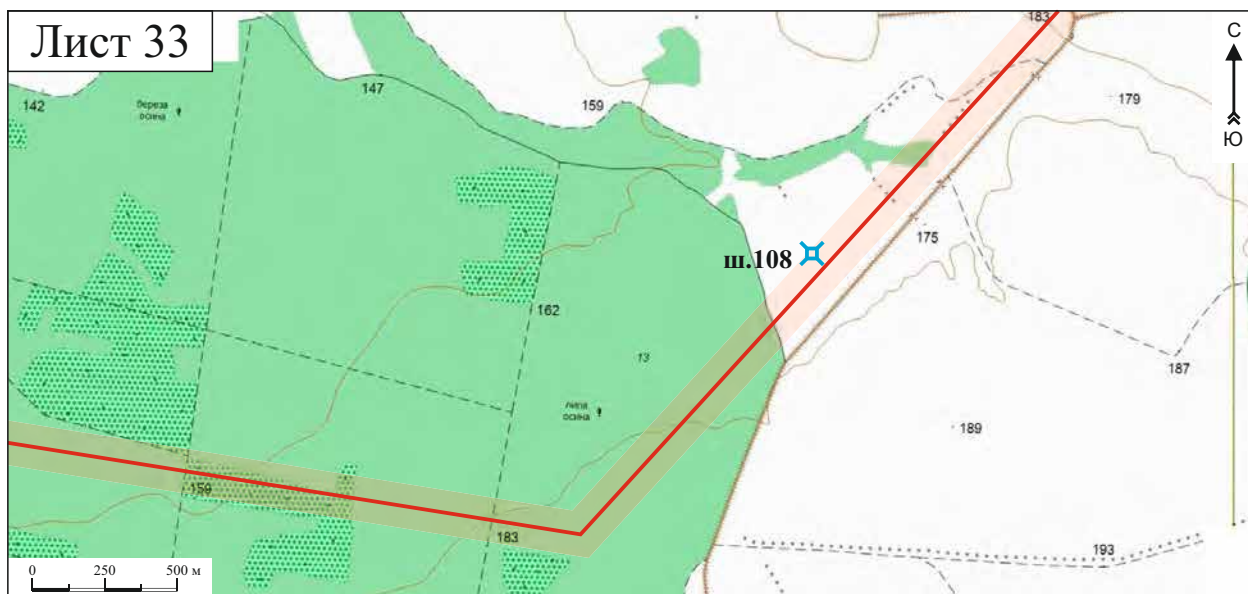 Лист 33
183
С
Ю
142
береза
осина
147
159
179
175
ш.108
162
13
187
липа
осина
189
159
183
193
0 250 500 м